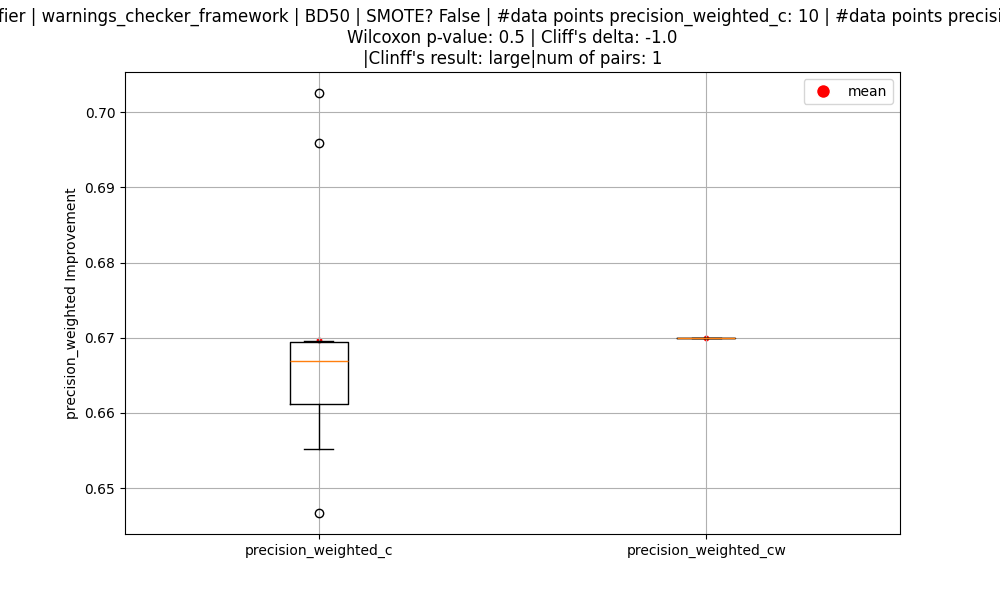 fier | warnings_checker_framework | BD50 | SMOTE? False | #data points precision_weighted_c: 10 | #data points precisi
Wilcoxon p-value: 0.5 | Cliff's delta: -1.0
|Clinff's result: large|num of pairs: 1
mean
0.70
0.69
0.68
0.67
0.66
0.65
precision_weighted Improvement
precision_weighted_c
precision_weighted_cw